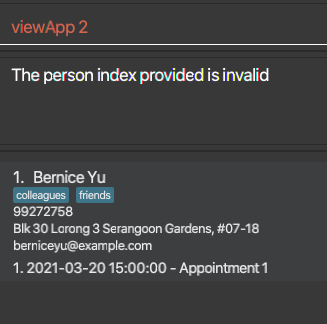 viewApp 2
The person index provided is invalid
1. Bernice Yu
colleagues friends
99272758
Blk 30 Lorong 3 Serangoon Gardens, #07-18
berniceyu@example.com
1. 2021-03-20 15:00:00 - Appointment 1